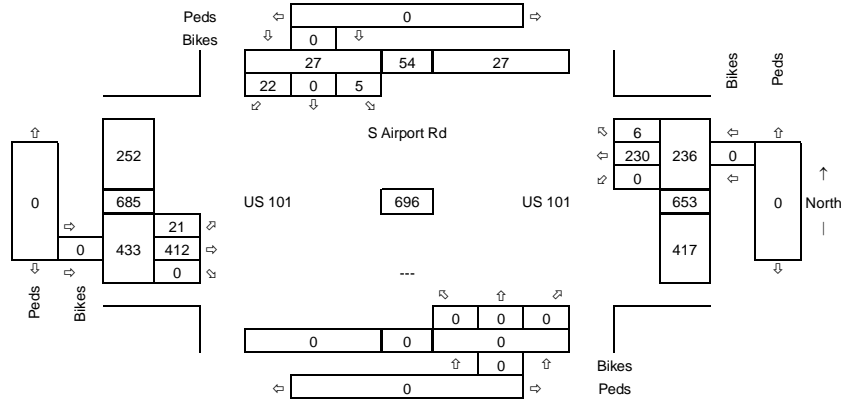 Peds 0
Bikes 0
27 54 27
22 0 5
S Airport Rd
6
252 230 236 0
0 0
0 685 US 101 696 US 101 653 0 North
21
0 433 412 417
0
---
Peds Bikes
Bikes Peds
0 0 0
0 0 0
0 Bikes
0 Peds